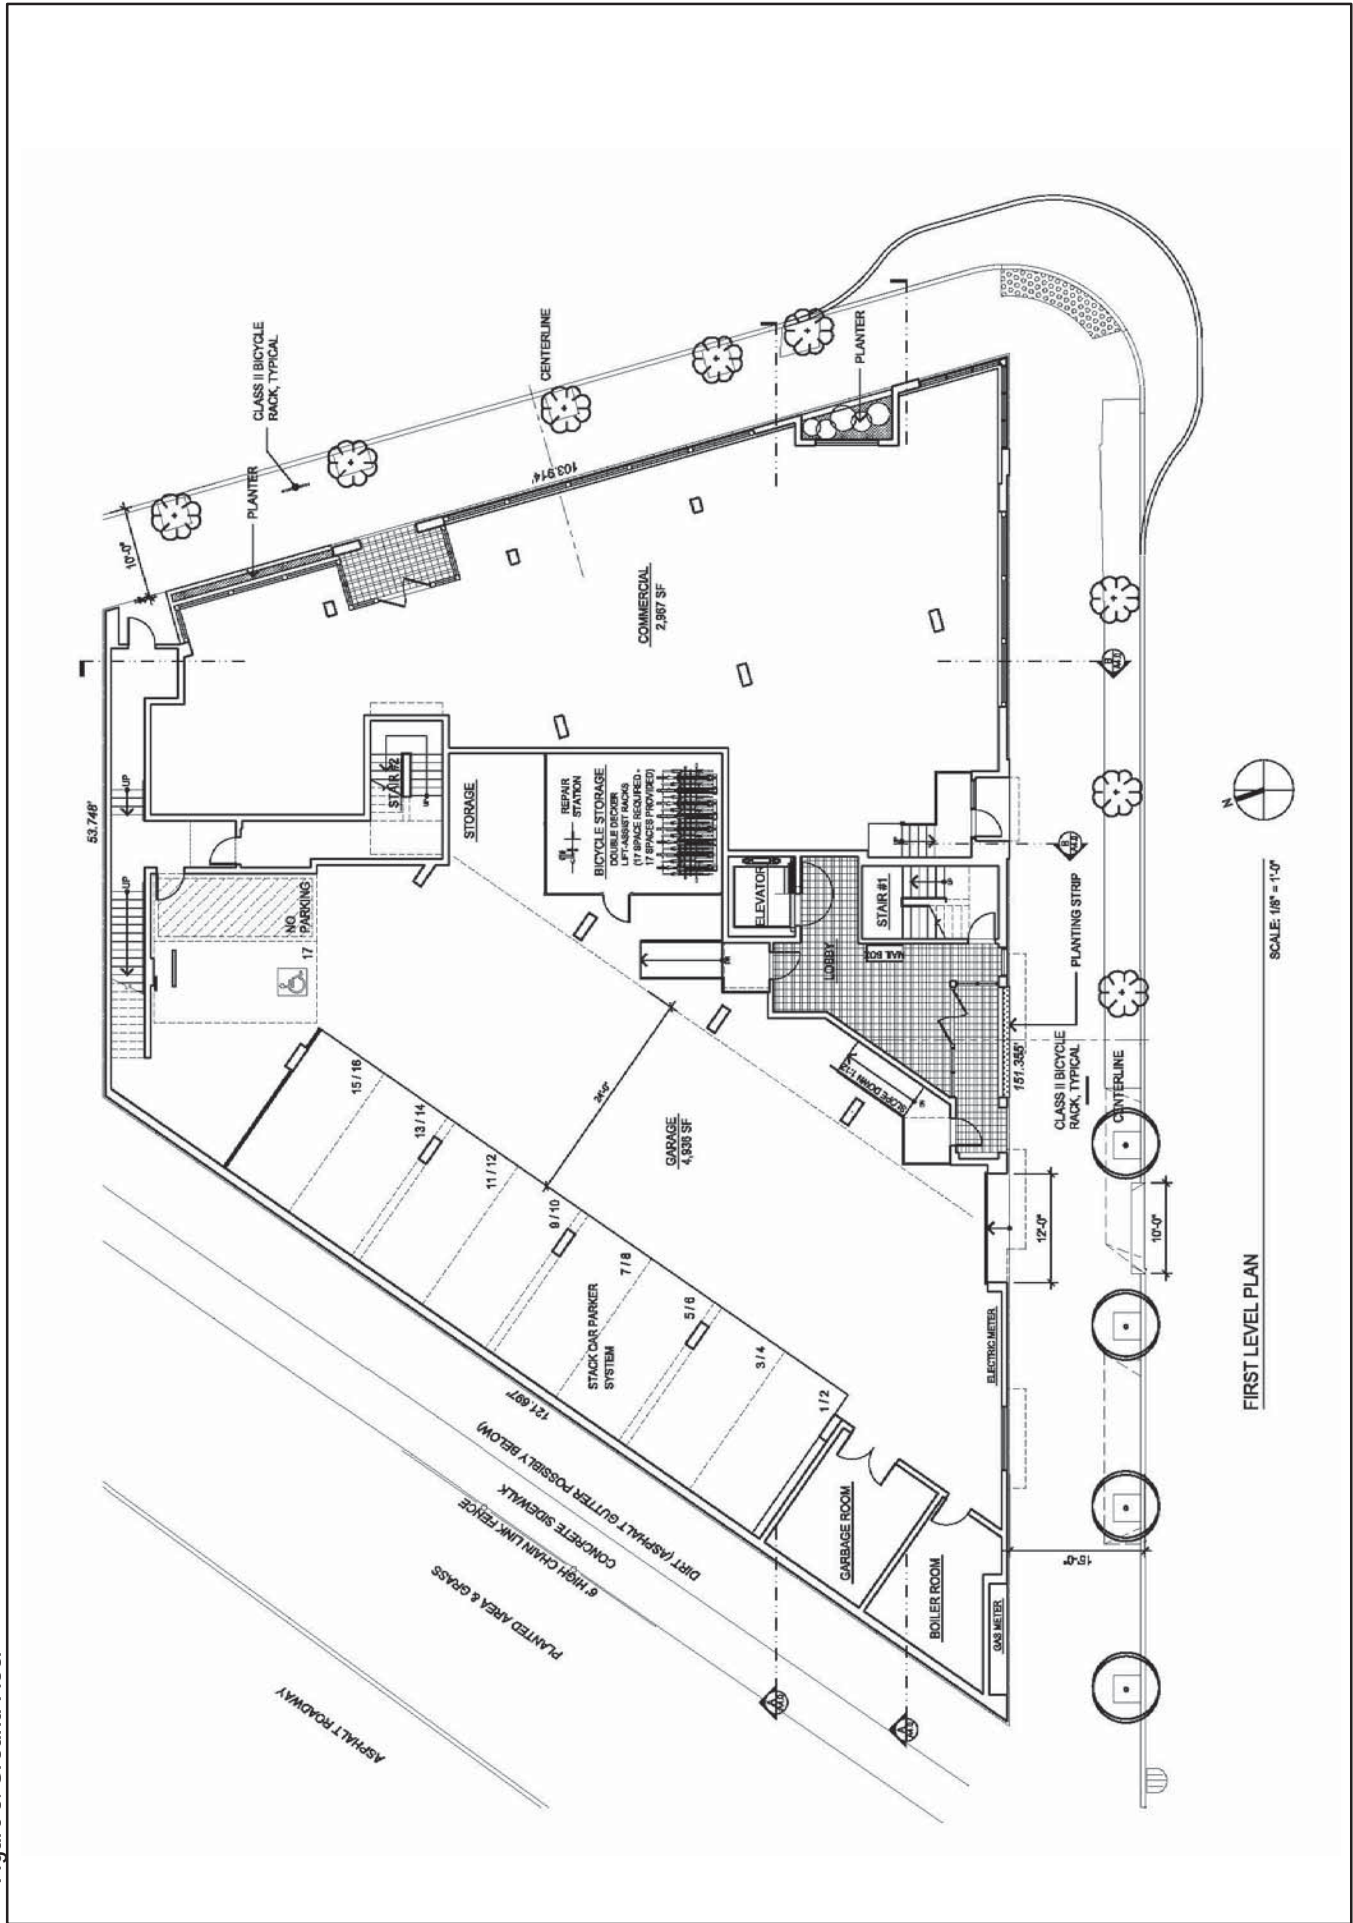 CLASS II BICYCLE
RACK, TYPICAL
PLANTER
CENTERLINE
PLANTER
10'-0"
103.914'
COMMERCIAL
2,967 SF
53.748'
UP
UP
STAIR #2
STORAGE
REPAIR
STATION
BICYCLE STORAGE
DOUBLE DECKER
LIFT-ASSIST RACKS
(17 SPACE REQUIRED -
17 SPACES PROVIDED)
NO
PARKING
17
ELEVATOR
STAIR #1
LOBBY
MAIL BOX
PLANTING STRIP
151.355'
CLASS II BICYCLE
RACK, TYPICAL
CENTERLINE
SLOPE DOWN 1:12
24'-0"
GARAGE
4,936 SF
15 / 16
13 / 14
11 / 12
9 / 10
7 / 8
5 / 6
3 / 4
1 / 2
STACK CAR PARKER
SYSTEM
12'-0"
10'-0"
ELECTRIC METER
121.697'
DIRT (ASPHALT GUTTER POSSIBLY BELOW)
CONCRETE SIDEWALK
6' HIGH CHAIN LINK FENCE
PLANTED AREA & GRASS
ASPHALT ROADWAY
GARBAGE ROOM
BOILER ROOM
GAS METER
15'-0"
N
FIRST LEVEL PLAN
SCALE: 1/8" = 1'-0"